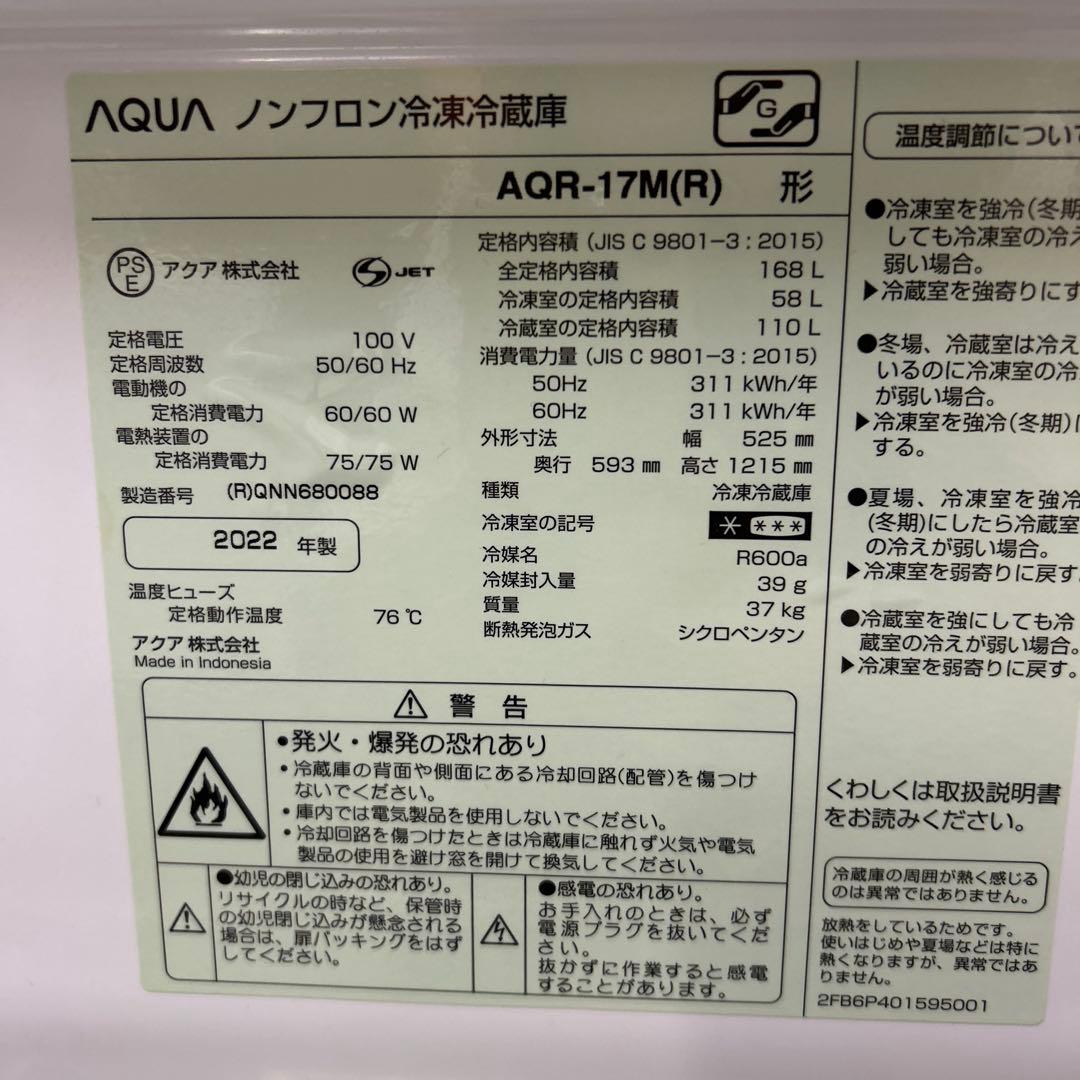 AQUA ノンフロン冷凍冷蔵庫
G
AQR-17M(R) 形
PSE アクア株式会社
S JET
定格電圧 100 V
定格周波数 50/60 Hz
電動機の
定格消費電力 60/60 W
電熱装置の
定格消費電力 75/75 W
製造番号 (R)QNN680088
2022 年製
温度ヒューズ
定格動作温度 76 ℃
アクア株式会社
Made in Indonesia
定格内容積 (JIS C 9801-3 : 2015)
全定格内容積 168 L
冷凍室の定格内容積 58 L
冷蔵室の定格内容積 110 L
消費電力量 (JIS C 9801-3 : 2015)
50Hz 311 kWh/年
60Hz 311 kWh/年
外形寸法 幅 525 ㎜
奥行 593 ㎜ 高さ 1215 ㎜
種類 冷凍冷蔵庫
冷凍室の記号 * ***
冷媒名 R600a
冷媒封入量 39 g
質量 37 kg
断熱発泡ガス シクロペンタン
⚠ 警告
●発火・爆発の恐れあり
・冷蔵庫の背面や側面にある冷却回路(配管)を傷つけ
ないでください。
・庫内では電気製品を使用しないでください。
・冷却回路を傷つけたときは冷蔵庫に触れず火気や電気
製品の使用を避け窓を開けて換気してください。
●幼児の閉じ込みの恐れあり。
リサイクルの時など、保管時
の幼児閉じ込みが懸念される
場合は、扉パッキングをはず
してください。
●感電の恐れあり。
お手入れのときは、必ず
電源プラグを抜いてくだ
さい。
抜かずに作業すると感電
することがあります。
温度調節につい
●冷凍室を強冷(冬期
しても冷凍室の冷え
弱い場合。
▶冷蔵室を強寄りにす
●冬場、冷蔵室は冷え
いるのに冷凍室の冷
が弱い場合。
▶冷凍室を強冷(冬期)に
する。
●夏場、冷凍室を強冷
(冬期)にしたら冷蔵室
の冷えが弱い場合。
▶冷凍室を弱寄りに戻す
●冷蔵室を強にしても冷
蔵室の冷えが弱い場合。
▶冷凍室を弱寄りに戻す。
くわしくは取扱説明書
をお読みください。
冷蔵庫の周囲が熱く感じる
のは異常ではありません。
放熱をしているためです。
使いはじめや夏場などは特に
熱くなりますが、異常ではあ
りません。
2FB6P401595001